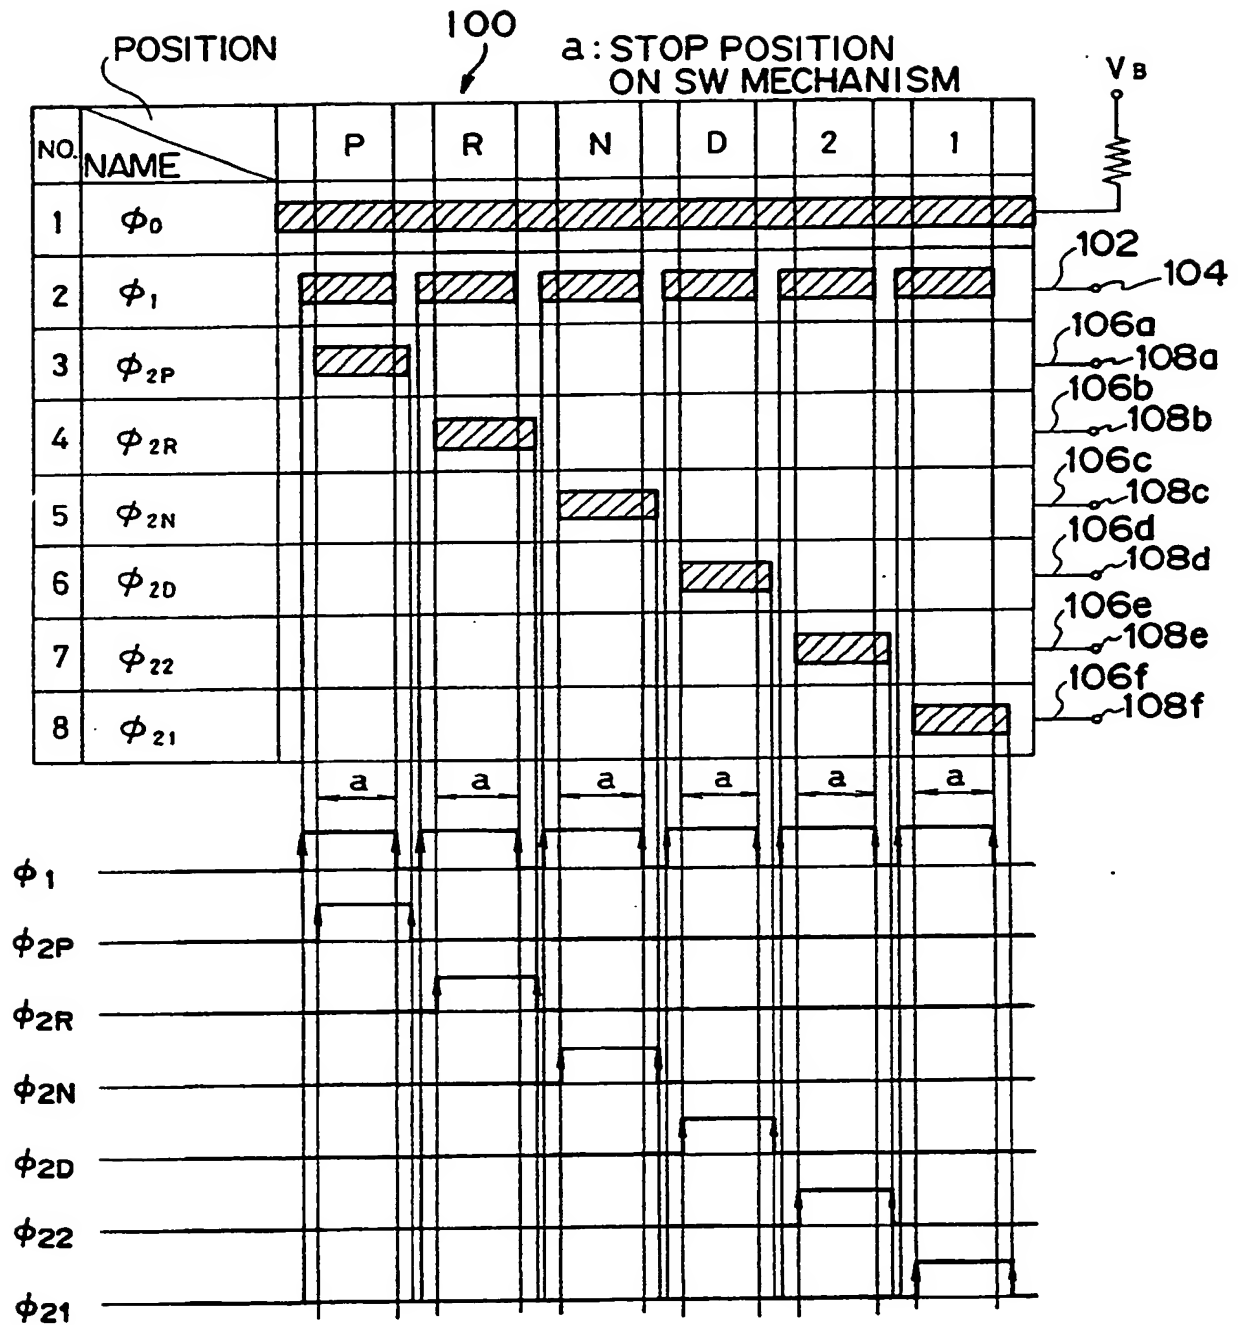 100
POSITION
a: STOP POSITION
ON SW MECHANISM
VB
NO. NAME P R N D 2 1
1 ϕ0
2 ϕ1 102 104
3 ϕ2P 106a 108a
4 ϕ2R 106b 108b
5 ϕ2N 106c 108c
6 ϕ2D 106d 108d
7 ϕ22 106e 108e
8 ϕ21 106f 108f
a a a a a a
ϕ1
ϕ2P
ϕ2R
ϕ2N
ϕ2D
ϕ22
ϕ21